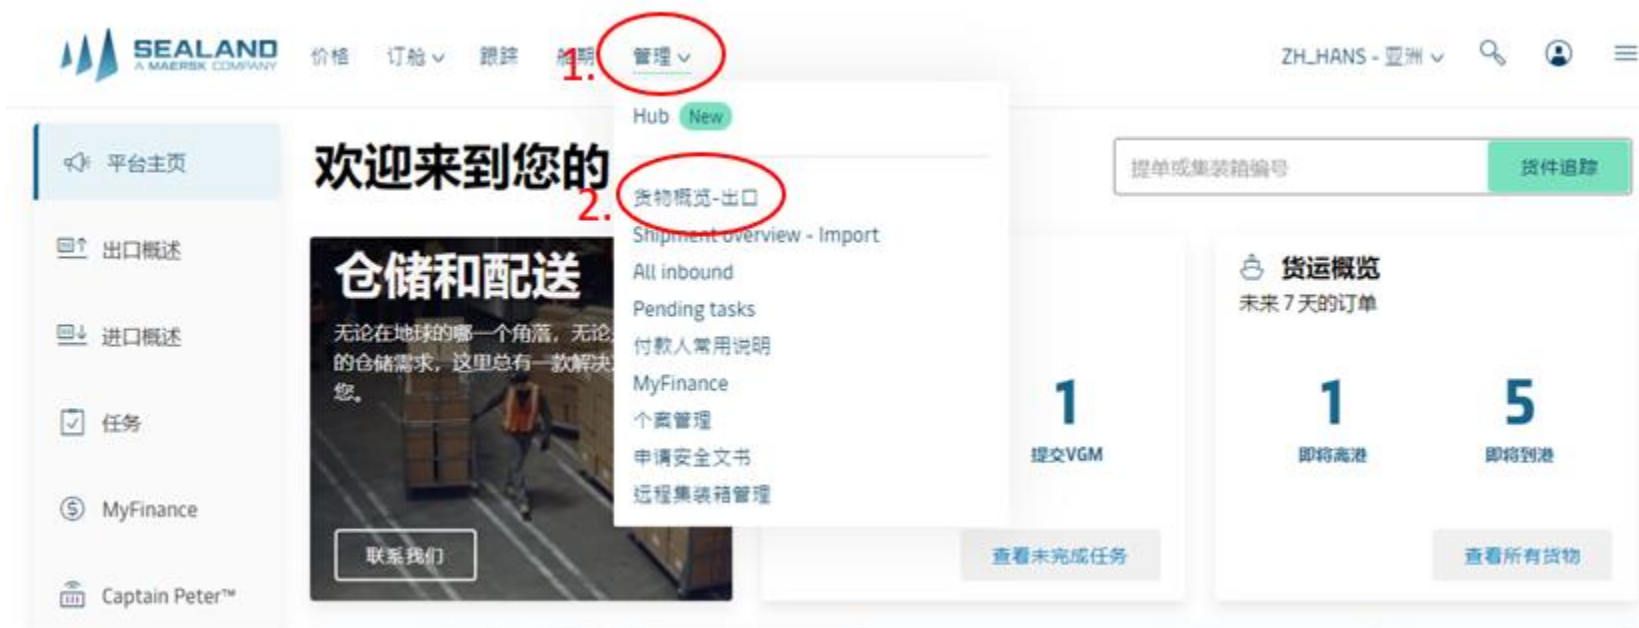 SEALAND
A MAERSK COMPANY
价格 订舱 跟踪 船期 管理
ZH_HANS - 亚洲
1.
Hub New
平台主页
欢迎来到您的
提单或集装箱编号
货件追踪
2.
货物概览-出口
Shipment overview - Import
All inbound
Pending tasks
付款人常用说明
MyFinance
个案管理
申请安全文书
远程集装箱管理
出口概述
进口概述
任务
MyFinance
Captain Peter™
仓储和配送
无论在地球的哪一个角落，无论
的仓储需求，这里总有一款解决
您。
联系我们
1
提交VGM
查看未完成任务
货运概览
未来 7 天的订单
1
即将离港
5
即将到港
查看所有货物